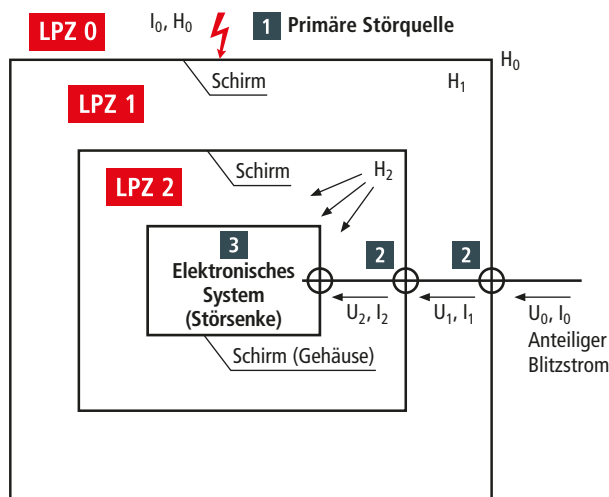 LPZ 0
I0, H0
1 Primäre Störquelle
H0
Schirm
H1
LPZ 1
Schirm
H2
LPZ 2
3
Elektronisches
System
(Störsenke)
2
2
U2, I2
U1, I1
U0, I0
Anteiliger
Blitzstrom
Schirm (Gehäuse)